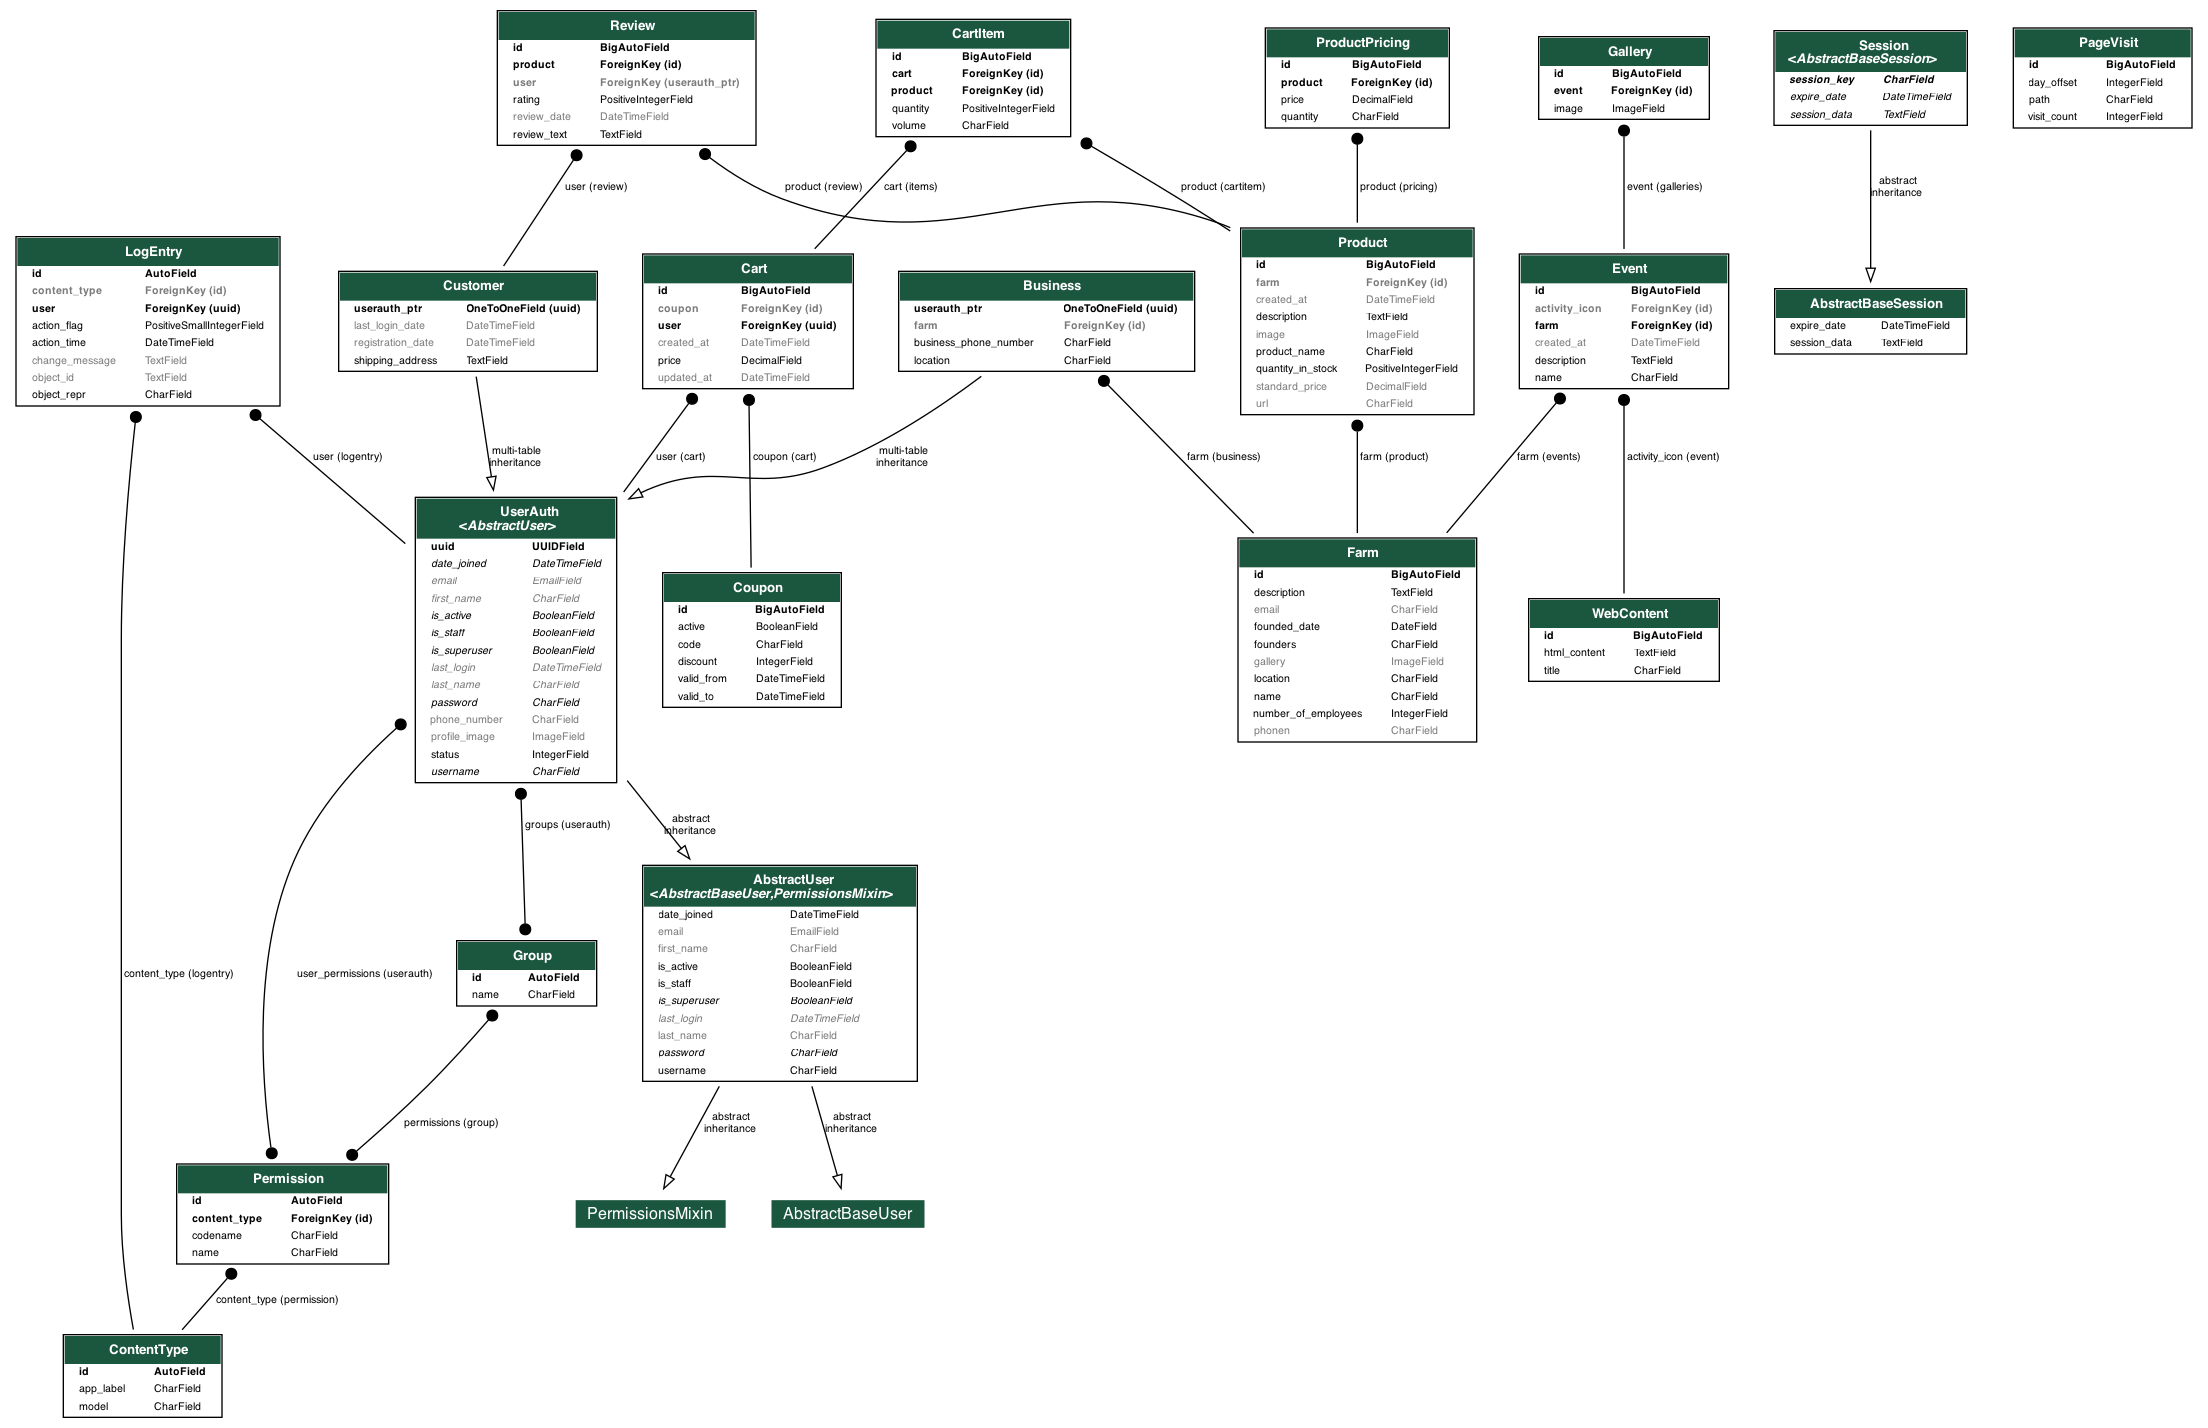 Review
id BigAutoField
product ForeignKey (id)
user ForeignKey (userauth_ptr)
rating PositiveIntegerField
review_date DateTimeField
review_text TextField
CartItem
id BigAutoField
cart ForeignKey (id)
product ForeignKey (id)
quantity PositiveIntegerField
volume CharField
ProductPricing
id BigAutoField
product ForeignKey (id)
price DecimalField
quantity CharField
Gallery
id BigAutoField
event ForeignKey (id)
image ImageField
Session
<AbstractBaseSession>
session_key CharField
expire_date DateTimeField
session_data TextField
PageVisit
id BigAutoField
day_offset IntegerField
path CharField
visit_count IntegerField
user (review)
product (review)
cart (items)
product (cartitem)
product (pricing)
event (galleries)
abstract
inheritance
LogEntry
id AutoField
content_type ForeignKey (id)
user ForeignKey (uuid)
action_flag PositiveSmallIntegerField
action_time DateTimeField
change_message TextField
object_id TextField
object_repr CharField
Customer
userauth_ptr OneToOneField (uuid)
last_login_date DateTimeField
registration_date DateTimeField
shipping_address TextField
Cart
id BigAutoField
coupon ForeignKey (id)
user ForeignKey (uuid)
created_at DateTimeField
price DecimalField
updated_at DateTimeField
Business
userauth_ptr OneToOneField (uuid)
farm ForeignKey (id)
business_phone_number CharField
location CharField
Product
id BigAutoField
farm ForeignKey (id)
created_at DateTimeField
description TextField
image ImageField
product_name CharField
quantity_in_stock PositiveIntegerField
standard_price DecimalField
url CharField
Event
id BigAutoField
activity_icon ForeignKey (id)
farm ForeignKey (id)
created_at DateTimeField
description TextField
name CharField
AbstractBaseSession
expire_date DateTimeField
session_data TextField
user (logentry)
multi-table
inheritance
user (cart)
coupon (cart)
multi-table
inheritance
farm (business)
farm (product)
farm (events)
activity_icon (event)
UserAuth
<AbstractUser>
uuid UUIDField
date_joined DateTimeField
email EmailField
first_name CharField
is_active BooleanField
is_staff BooleanField
is_superuser BooleanField
last_login DateTimeField
last_name CharField
password CharField
phone_number CharField
profile_image ImageField
status IntegerField
username CharField
Coupon
id BigAutoField
active BooleanField
code CharField
discount IntegerField
valid_from DateTimeField
valid_to DateTimeField
Farm
id BigAutoField
description TextField
email CharField
founded_date DateField
founders CharField
gallery ImageField
location CharField
name CharField
number_of_employees IntegerField
phonen CharField
WebContent
id BigAutoField
html_content TextField
title CharField
groups (userauth)
abstract
inheritance
AbstractUser
<AbstractBaseUser,PermissionsMixin>
date_joined DateTimeField
email EmailField
first_name CharField
is_active BooleanField
is_staff BooleanField
is_superuser BooleanField
last_login DateTimeField
last_name CharField
password CharField
username CharField
Group
id AutoField
name CharField
content_type (logentry)
user_permissions (userauth)
permissions (group)
abstract
inheritance
abstract
inheritance
Permission
id AutoField
content_type ForeignKey (id)
codename CharField
name CharField
PermissionsMixin
AbstractBaseUser
content_type (permission)
ContentType
id AutoField
app_label CharField
model CharField